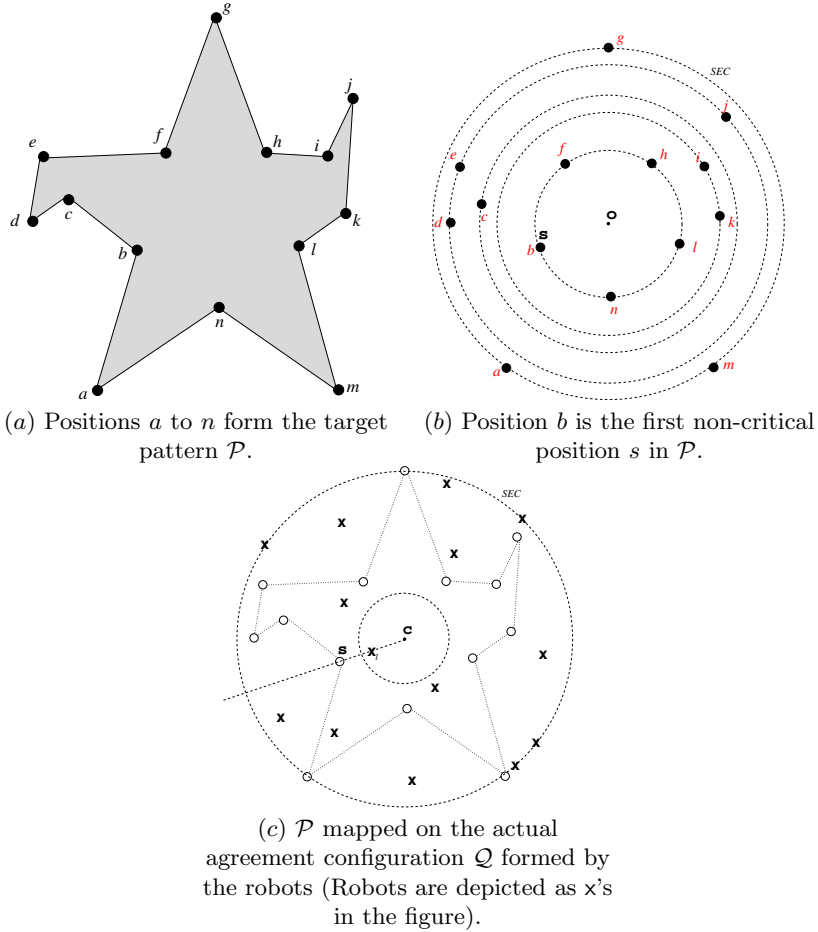 g
j
e
f
h
i
d
c
k
b
l
n
a
m
(a) Positions a to n form the target
pattern P.
g
SEC
j
e
f
h
i
c
d
o
k
s
b
l
n
a
m
(b) Position b is the first non-critical
position s in P.
SEC
x
x
x
x
x
x
c
s
x
i
x
x
x
x
x
x
x
(c) P mapped on the actual
agreement configuration Q formed by
the robots (Robots are depicted as x's
in the figure).